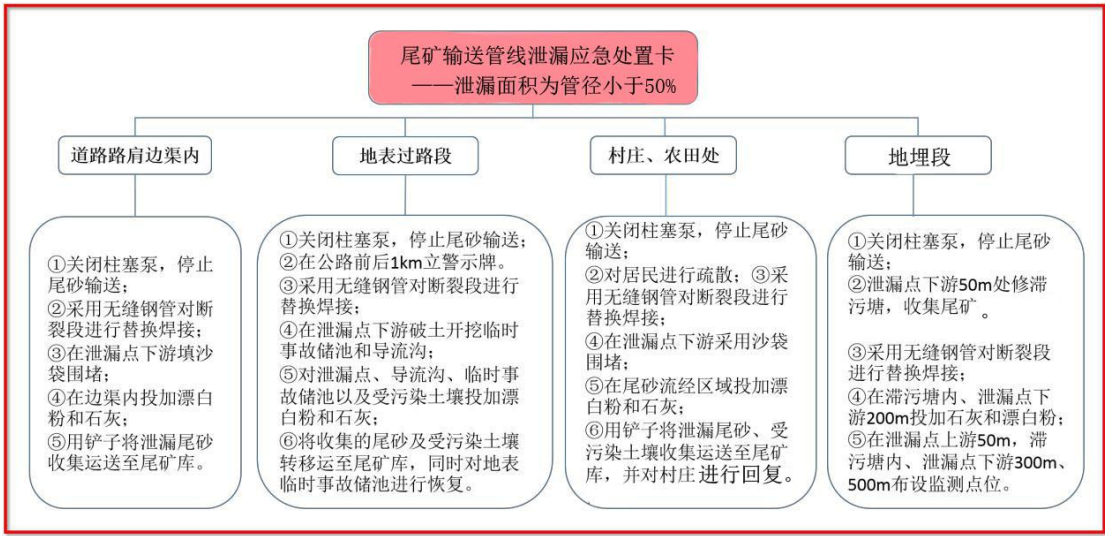 尾矿输送管线泄漏应急处置卡
——泄漏面积为管径小于50%
道路路肩边渠内
地表过路段
村庄、农田处
地埋段
①关闭柱塞泵，停止
尾砂输送；
②采用无缝钢管对断
裂段进行替换焊接；
③在泄漏点下游填沙
袋围堵；
④在边渠内投加漂白
粉和石灰；
⑤用铲子将泄漏尾砂
收集运送至尾矿库。
①关闭柱塞泵，停止尾砂输送；
②在公路前后1km立警示牌。
③采用无缝钢管对断裂段进行
替换焊接；
④在泄漏点下游破土开挖临时
事故储池和导流沟；
⑤对泄漏点、导流沟、临时事
故储池以及受污染土壤投加漂
白粉和石灰；
⑥将收集的尾砂及受污染土壤
转移运至尾矿库，同时对地表
临时事故储池进行恢复。
①关闭柱塞泵，停止尾砂
输送；
②对居民进行疏散；③采
用无缝钢管对断裂段进行
替换焊接；
④在泄漏点下游采用沙袋
围堵；
⑤在尾砂流经区域投加漂
白粉和石灰；
⑥用铲子将泄漏尾砂、受
污染土壤收集运送至尾矿
库，并对村庄进行回复。
①关闭柱塞泵，停止尾砂
输送；
②泄漏点下游50m处修滞
污塘，收集尾矿。
③采用无缝钢管对断裂段
进行替换焊接；
④在滞污塘内、泄漏点下
游200m投加石灰和漂白粉；
⑤在泄漏点上游50m，滞
污塘内、泄漏点下游300m、
500m布设监测点位。